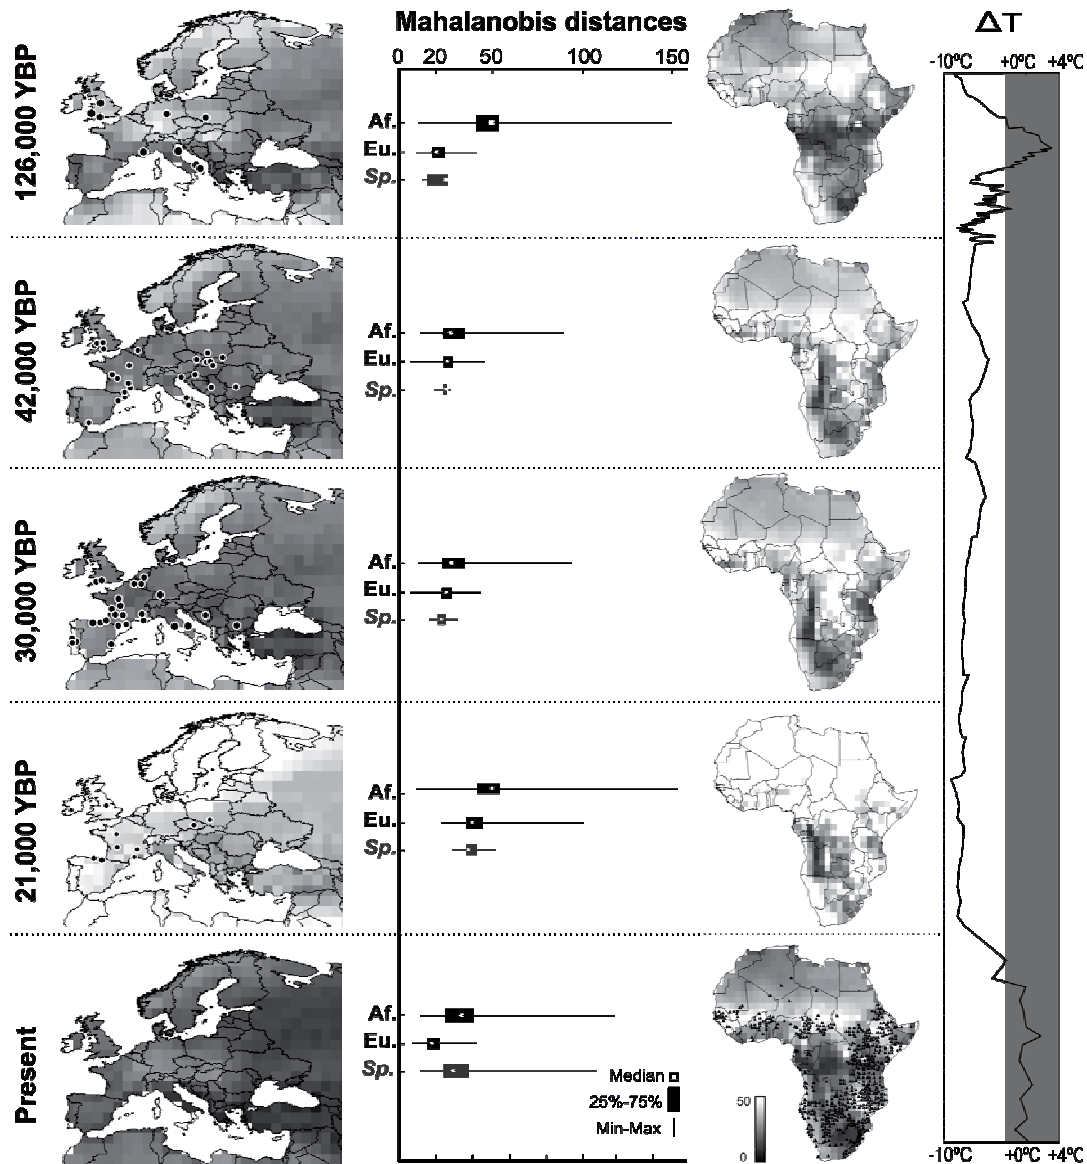 Mahalanobis distances
ΔT
0 20 50 100 150
-10ºC +0ºC +4ºC
126,000 YBP
Af.
Eu.
Sp.
42,000 YBP
Af.
Eu.
Sp.
30,000 YBP
Af.
Eu.
Sp.
21,000 YBP
Af.
Eu.
Sp.
Present
Af.
Eu.
Sp.
Median
25%-75%
Min-Max
50
0
-10ºC +0ºC +4ºC